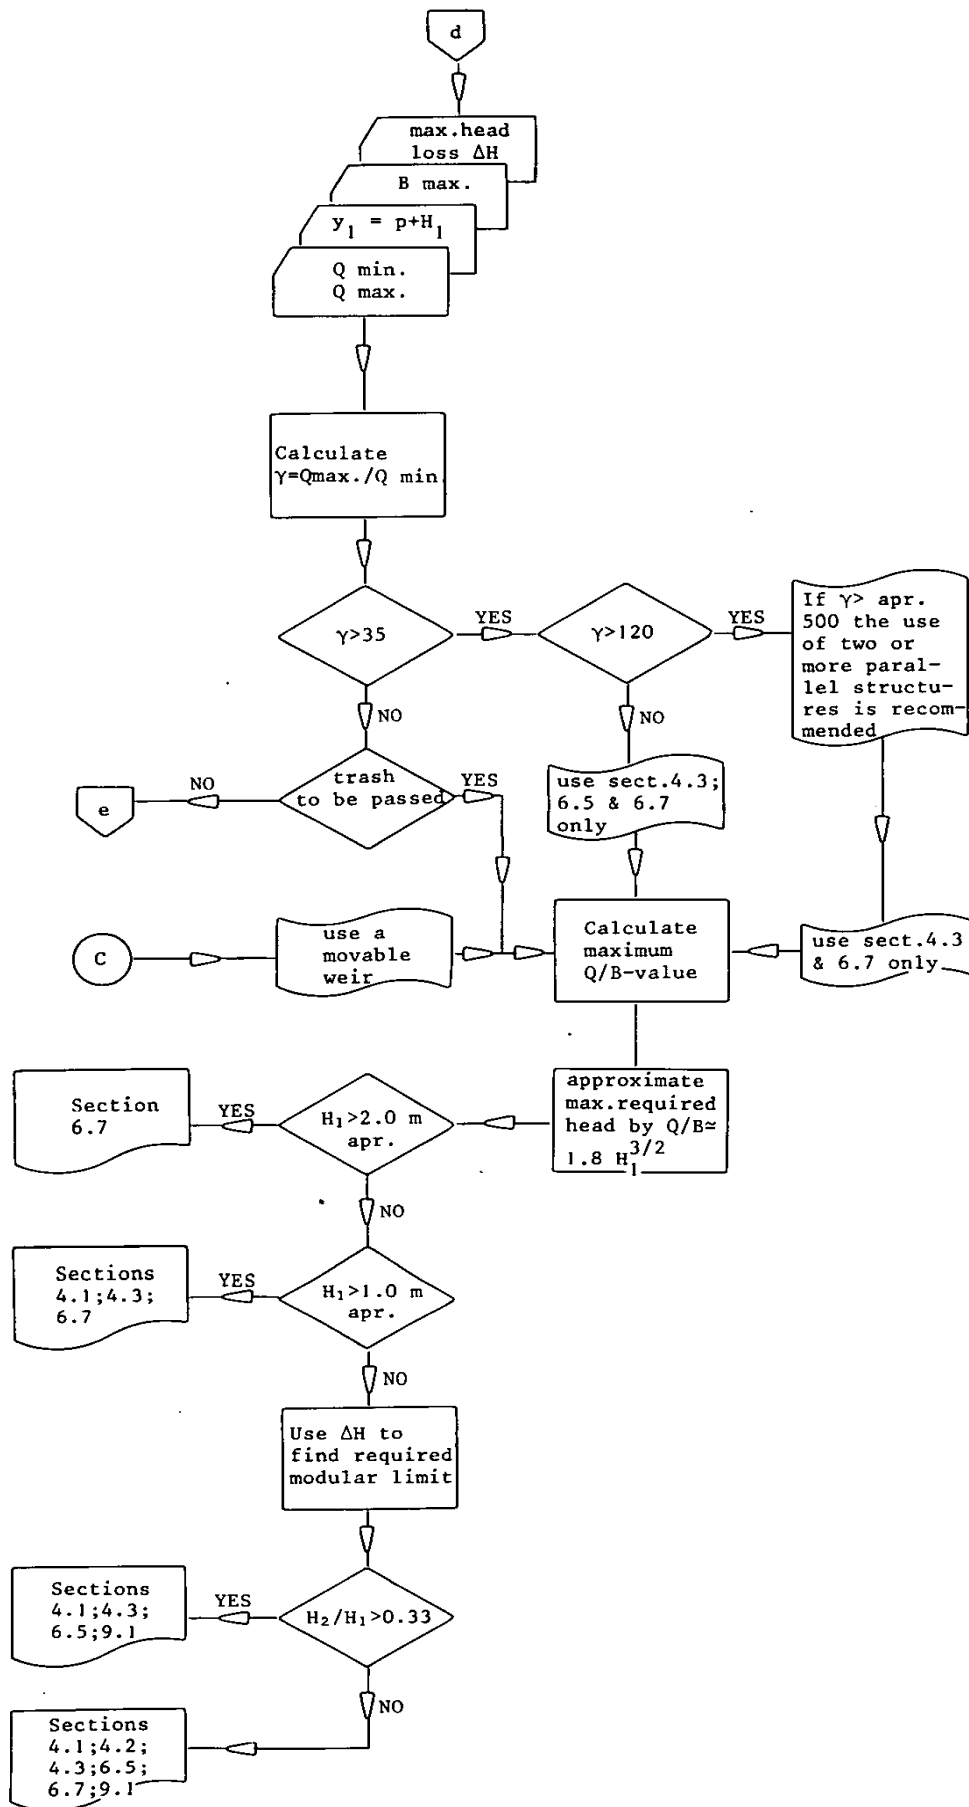 d
max.head
loss ΔH
B max.
y1 = p+H1
Q min.
Q max.
Calculate
γ=Qmax./Q min
γ>35
YES
γ>120
YES
If γ> apr.
500 the use
of two or
more paral-
lel structu-
res is recom-
mended
NO
NO
trash
to be passed
NO
e
YES
use sect.4.3;
6.5 & 6.7
only
C
use a
movable
weir
Calculate
maximum
Q/B-value
use sect.4.3
& 6.7 only
approximate
max.required
head by Q/B≃
1.8 H1^3/2
H1>2.0 m
apr.
YES
Section
6.7
NO
H1>1.0 m
apr.
YES
Sections
4.1;4.3;
6.7
NO
Use ΔH to
find required
modular limit
H2/H1>0.33
YES
Sections
4.1;4.3;
6.5;9.1
NO
Sections
4.1;4.2;
4.3;6.5;
6.7;9.1